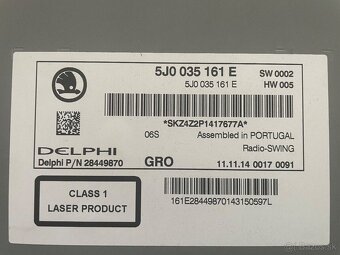 5J0 035 161 E SW 0002
5J0 035 161 E HW 005
*SKZ4Z2P1417677A*
06S Assembled in PORTUGAL
DELPHI Radio-SWING
Delphi P/N 28449870 GRO 11.11.14 0017 0091
CLASS 1
LASER PRODUCT
161E28449870143150597L